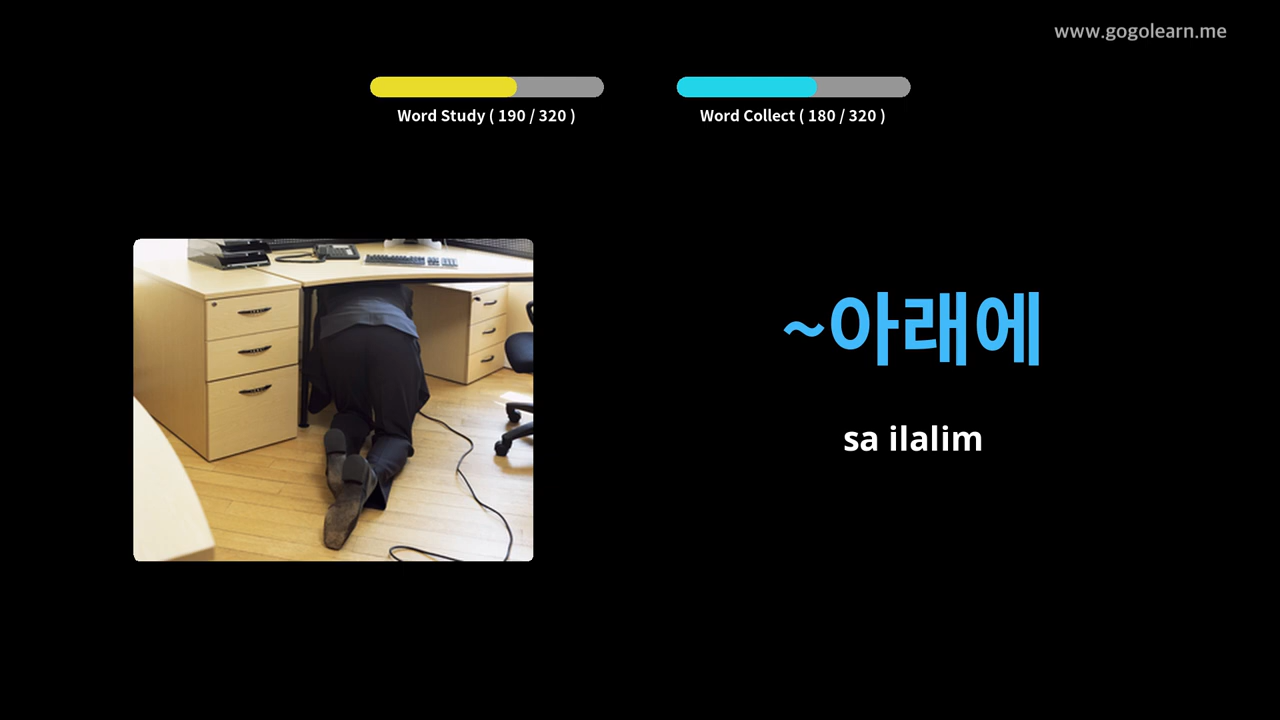 www.gogolearn.me
Word Study ( 190 / 320 )
Word Collect ( 180 / 320 )
~아래에
sa ilalim